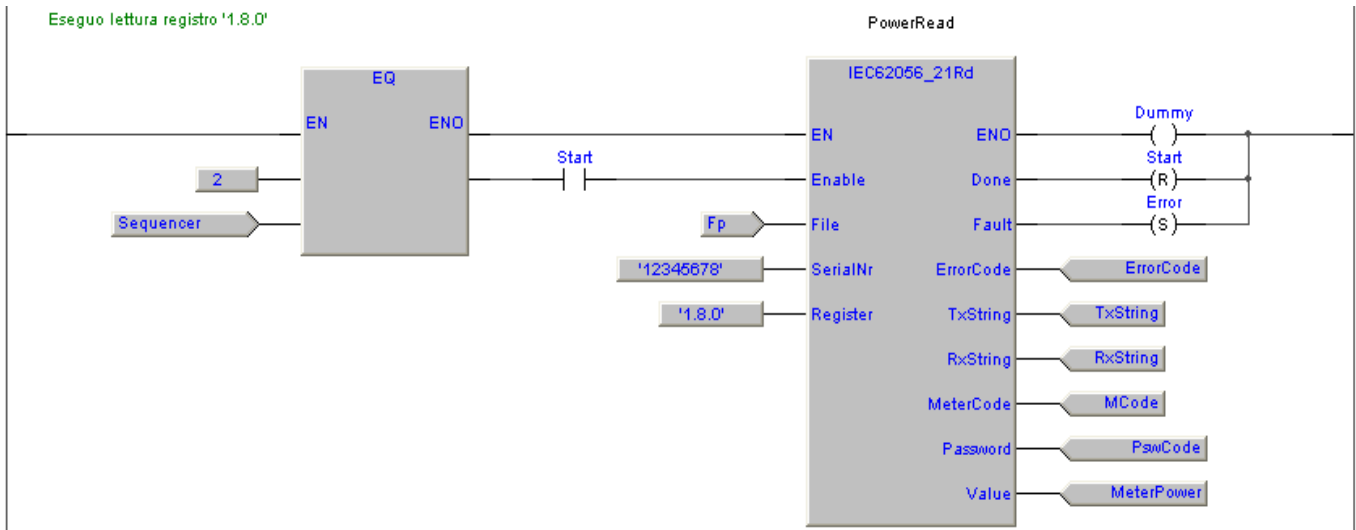 Eseguo lettura registro '1.8.0'
PowerRead
EQ
IEC62056_21Rd
EN ENO
EN ENO
Dummy
Start
2
Enable Done
Start
R
Sequencer
Fp
File Fault
Error
S
'12345678'
SerialNr ErrorCode
ErrorCode
'1.8.0'
Register TxString
TxString
RxString
RxString
MeterCode
MCode
Password
PswCode
Value
MeterPower